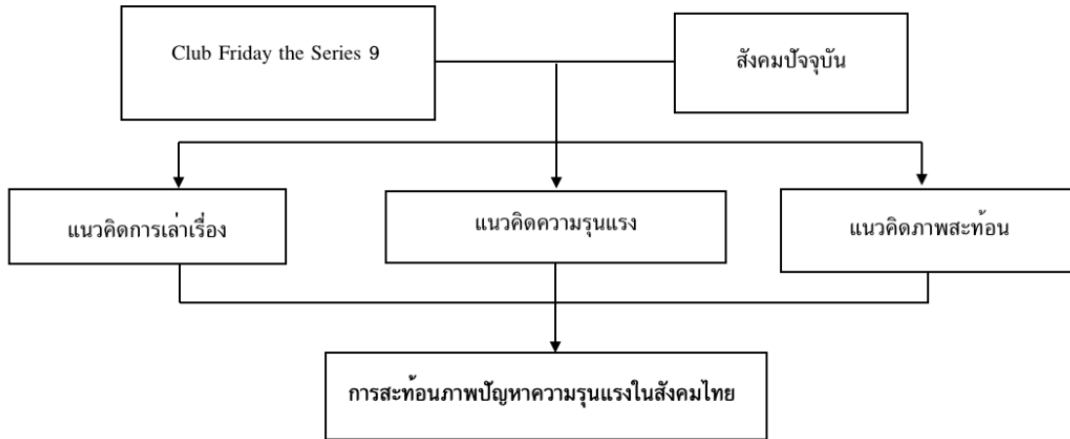 Club Friday the Series 9
สังคมปัจจุบัน
แนวคิดการเล่าเรื่อง
แนวคิดความรุนแรง
แนวคิดภาพสะท้อน
การสะท้อนภาพปัญหาความรุนแรงในสังคมไทย